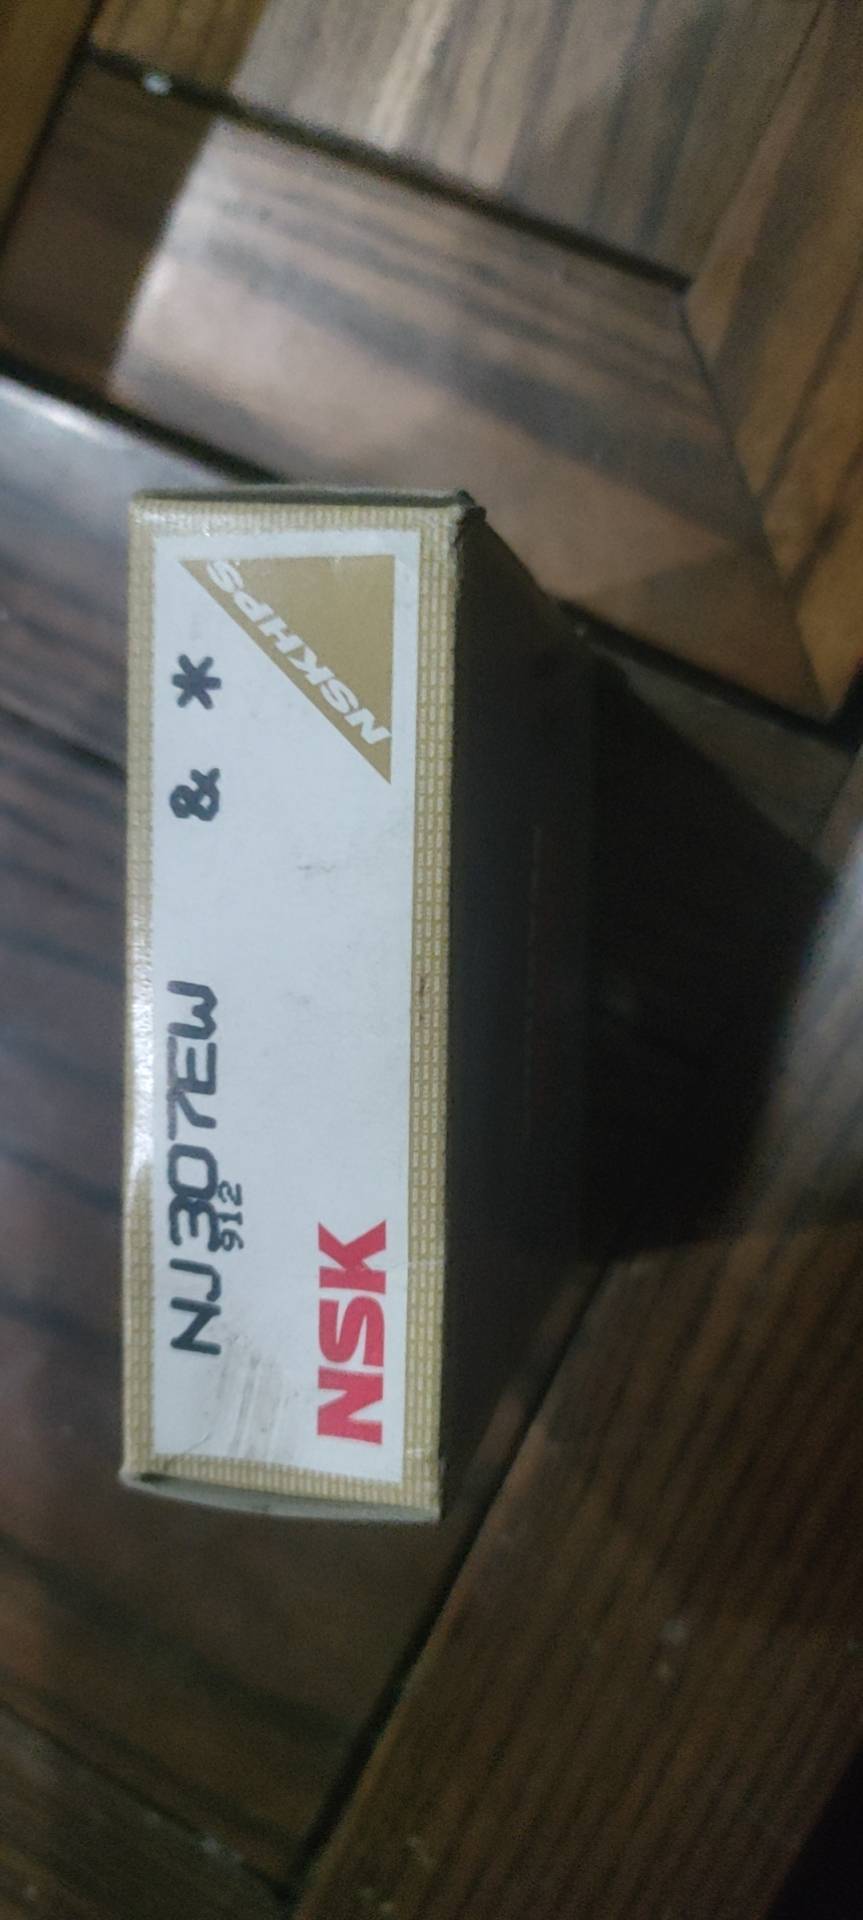 NSKHPS
NJ307EW & *
912
NSK